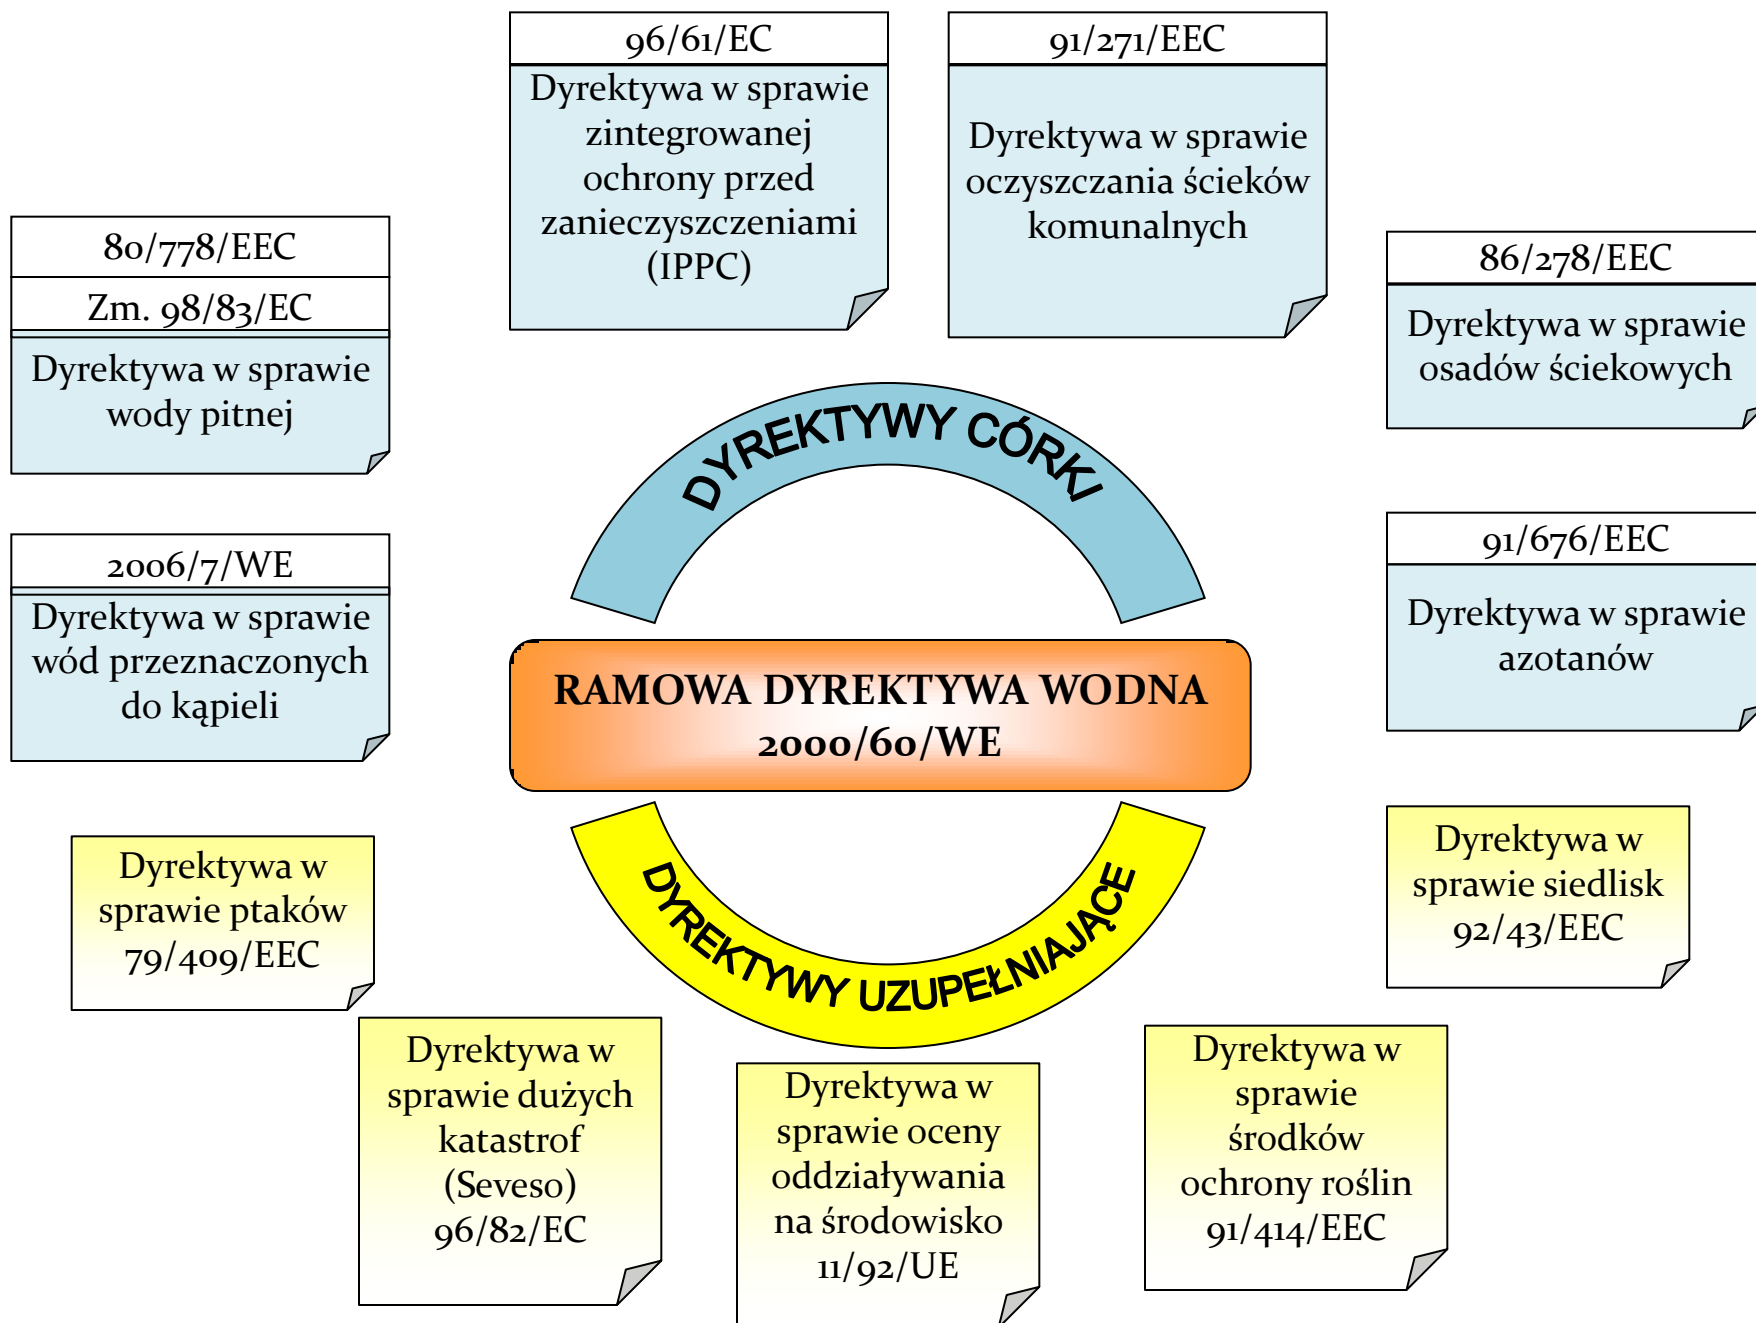 96/61/EC
Dyrektywa w sprawie
zintegrowanej
ochrony przed
zanieczyszczeniami
(IPPC)
91/271/EEC
Dyrektywa w sprawie
oczyszczania ścieków
komunalnych
80/778/EEC
Zm. 98/83/EC
Dyrektywa w sprawie
wody pitnej
86/278/EEC
Dyrektywa w sprawie
osadów ściekowych
DYREKTYWY CÓRKI
2006/7/WE
Dyrektywa w sprawie
wód przeznaczonych
do kąpieli
91/676/EEC
Dyrektywa w sprawie
azotanów
RAMOWA DYREKTYWA WODNA
2000/60/WE
DYREKTYWY UZUPEŁNIAJĄCE
Dyrektywa w
sprawie ptaków
79/409/EEC
Dyrektywa w
sprawie siedlisk
92/43/EEC
Dyrektywa w
sprawie dużych
katastrof
(Seveso)
96/82/EC
Dyrektywa w
sprawie oceny
oddziaływania
na środowisko
11/92/UE
Dyrektywa w
sprawie
środków
ochrony roślin
91/414/EEC